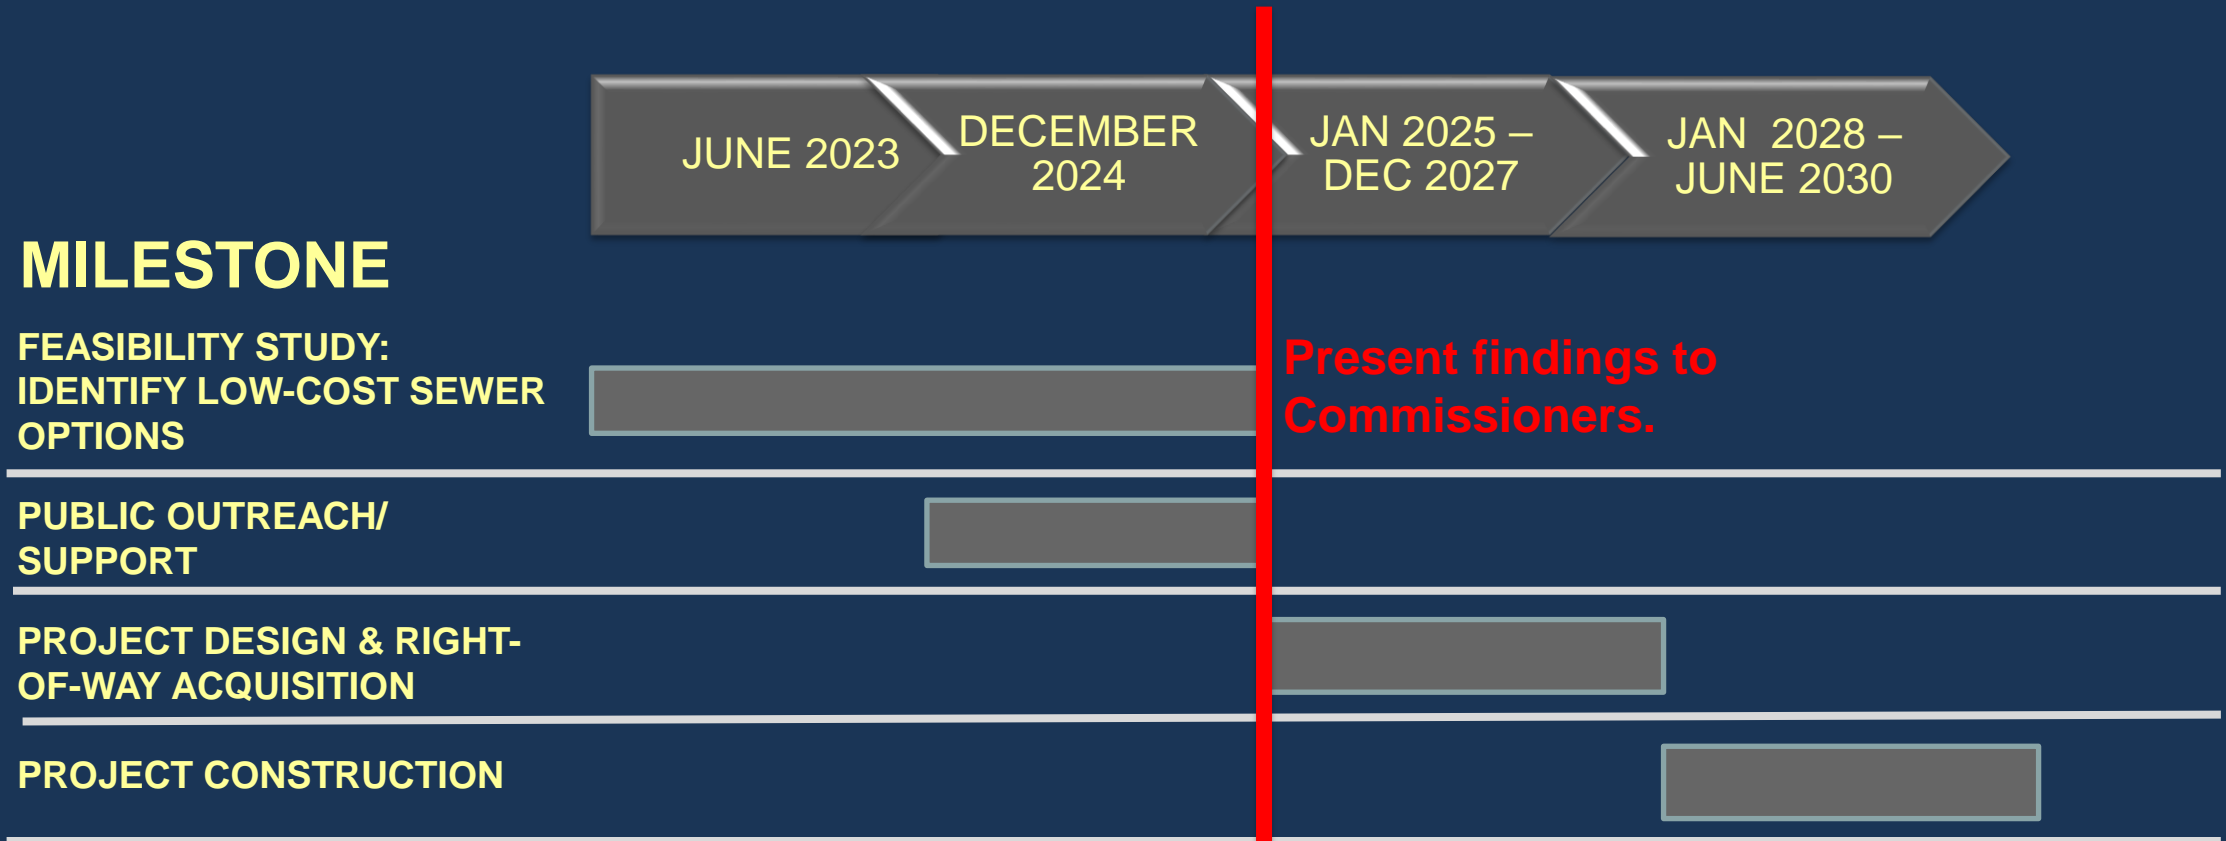 JUNE 2023
DECEMBER
2024
JAN 2025 –
DEC 2027
JAN 2028 –
JUNE 2030
MILESTONE
FEASIBILITY STUDY:
IDENTIFY LOW-COST SEWER
OPTIONS
Present findings to
Commissioners.
PUBLIC OUTREACH/
SUPPORT
PROJECT DESIGN & RIGHT-
OF-WAY ACQUISITION
PROJECT CONSTRUCTION